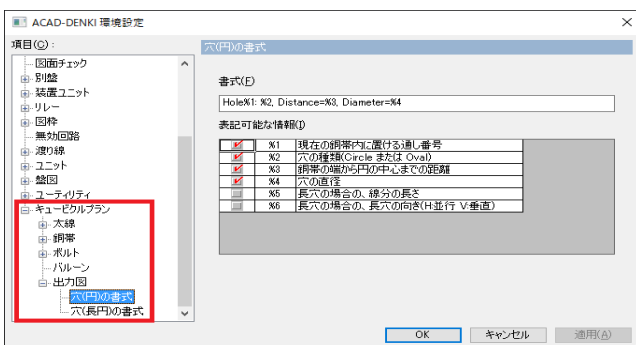 ACAD-DENKI 環境設定
項目(O) :
図面チェック
別盤
装置ユニット
リレー
図枠
無効回路
渡り線
ユニット
盤図
ユーティリティ
キュービクルプラン
太線
銅帯
ボルト
バルーン
出力図
穴(円)の書式
穴(長円)の書式
穴(円)の書式
書式(F)
Hole%1: %2, Distance=%3, Diameter=%4
表記可能な情報(I)
%1 現在の銅帯内に置ける通し番号
%2 穴の種類(Circle または Oval)
%3 銅帯の端から円の中心までの距離
%4 穴の直径
%5 長穴の場合の、線分の長さ
%6 長穴の場合の、長穴の向き(H:並行 V:垂直)
OK キャンセル 適用(A)